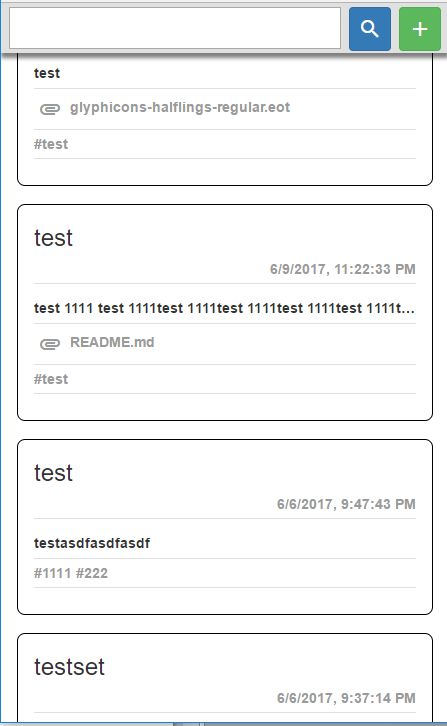 test
glyphicons-halflings-regular.eot
#test
test
6/9/2017, 11:22:33 PM
test 1111 test 1111test 1111test 1111test 1111test 1111t...
README.md
#test
test
6/6/2017, 9:47:43 PM
testasdfasdfasdf
#1111 #222
testset
6/6/2017, 9:37:14 PM